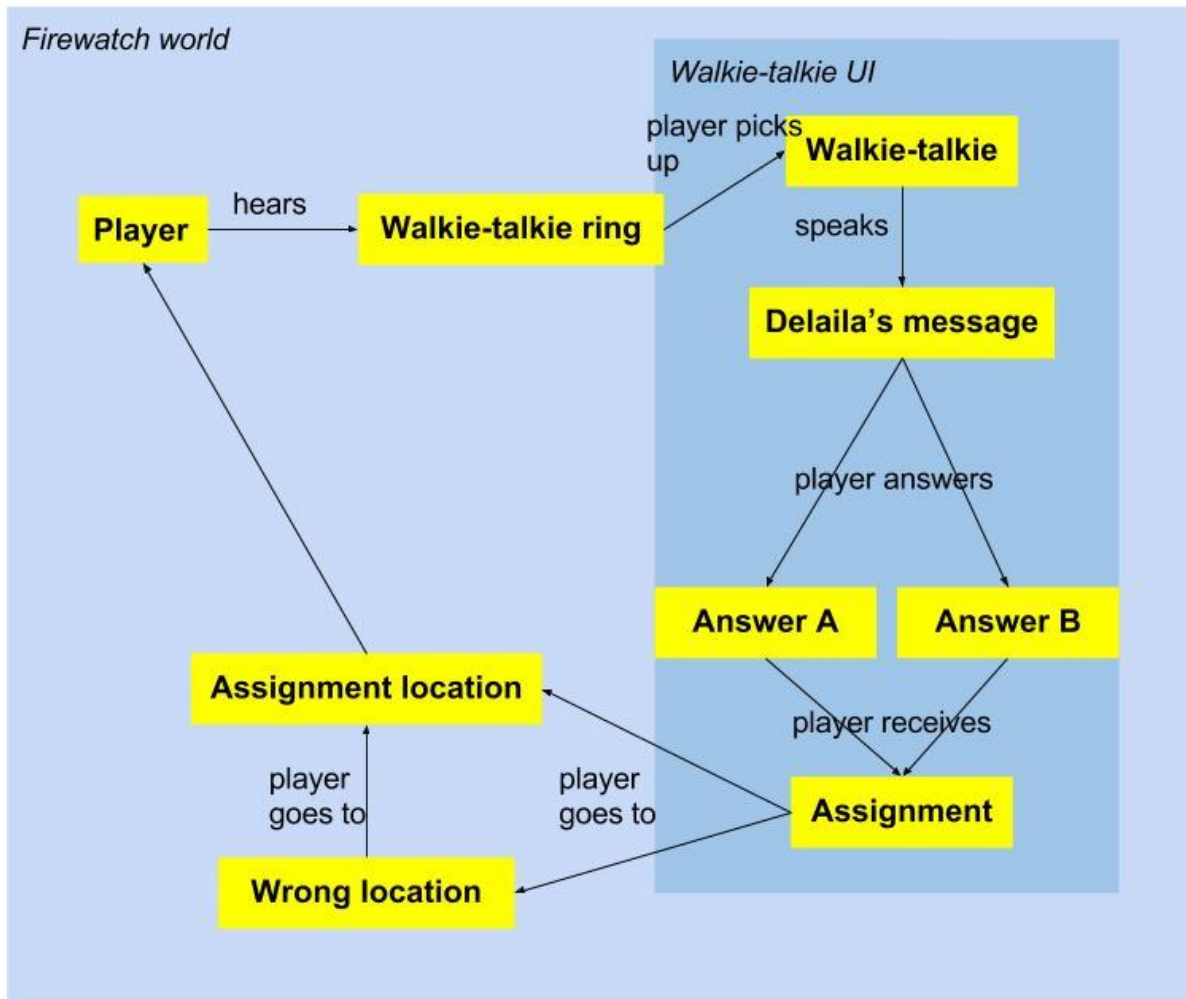 Firewatch world
Walkie-talkie UI
player picks
up
Walkie-talkie
hears
Player
Walkie-talkie ring
speaks
Delaila’s message
player answers
Answer A
Answer B
Assignment location
player receives
player
goes to
player
goes to
Assignment
Wrong location